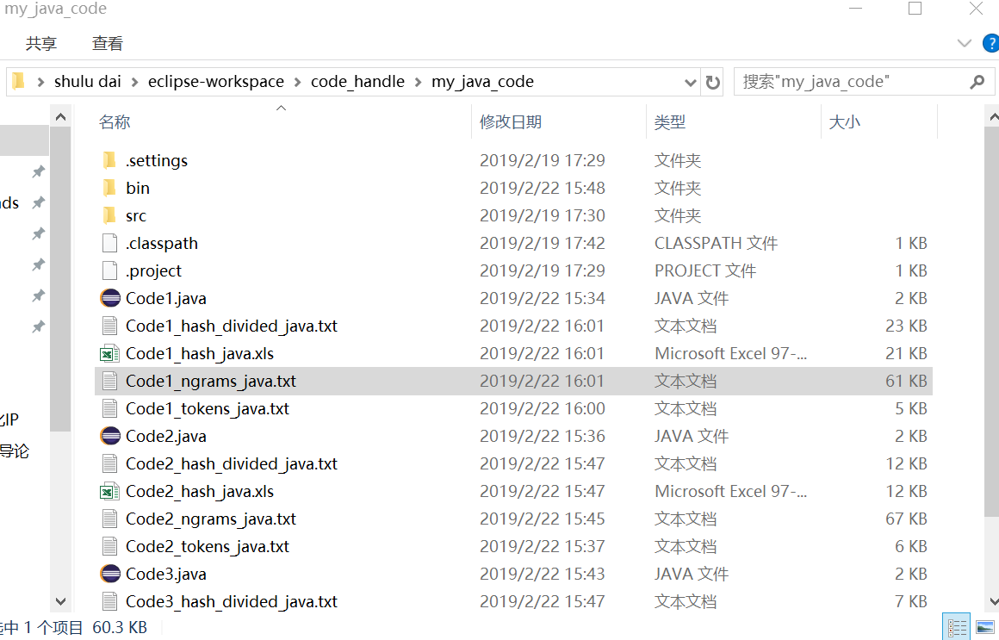 my_java_code
共享 查看
shulu dai eclipse-workspace code_handle my_java_code 搜索"my_java_code"
名称 修改日期 类型 大小
.settings 2019/2/19 17:29 文件夹
bin 2019/2/22 15:48 文件夹
src 2019/2/19 17:30 文件夹
.classpath 2019/2/19 17:42 CLASSPATH 文件 1 KB
.project 2019/2/19 17:29 PROJECT 文件 1 KB
Code1.java 2019/2/22 15:34 JAVA 文件 2 KB
Code1_hash_divided_java.txt 2019/2/22 16:01 文本文档 23 KB
Code1_hash_java.xls 2019/2/22 16:01 Microsoft Excel 97-... 21 KB
Code1_ngrams_java.txt 2019/2/22 16:01 文本文档 61 KB
Code1_tokens_java.txt 2019/2/22 16:00 文本文档 5 KB
Code2.java 2019/2/22 15:36 JAVA 文件 2 KB
Code2_hash_divided_java.txt 2019/2/22 15:47 文本文档 12 KB
Code2_hash_java.xls 2019/2/22 15:47 Microsoft Excel 97-... 12 KB
Code2_ngrams_java.txt 2019/2/22 15:45 文本文档 67 KB
Code2_tokens_java.txt 2019/2/22 15:37 文本文档 6 KB
Code3.java 2019/2/22 15:43 JAVA 文件 2 KB
Code3_hash_divided_java.txt 2019/2/22 15:47 文本文档 7 KB
ds
IP
导论
中 1 个项目 60.3 KB